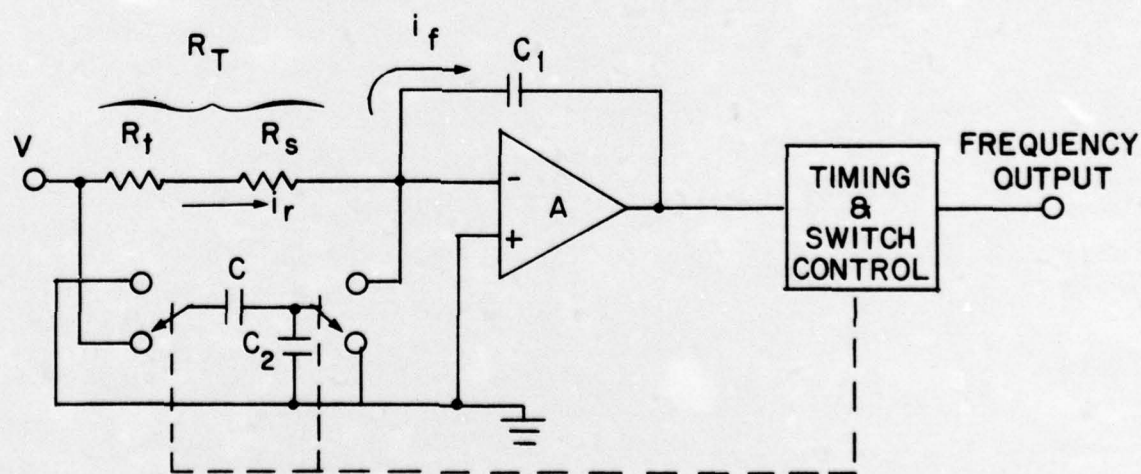 i_f
R_T
C_1
R_t R_s
V
i_r
- A +
C
C_2
TIMING
&
SWITCH
CONTROL
FREQUENCY
OUTPUT